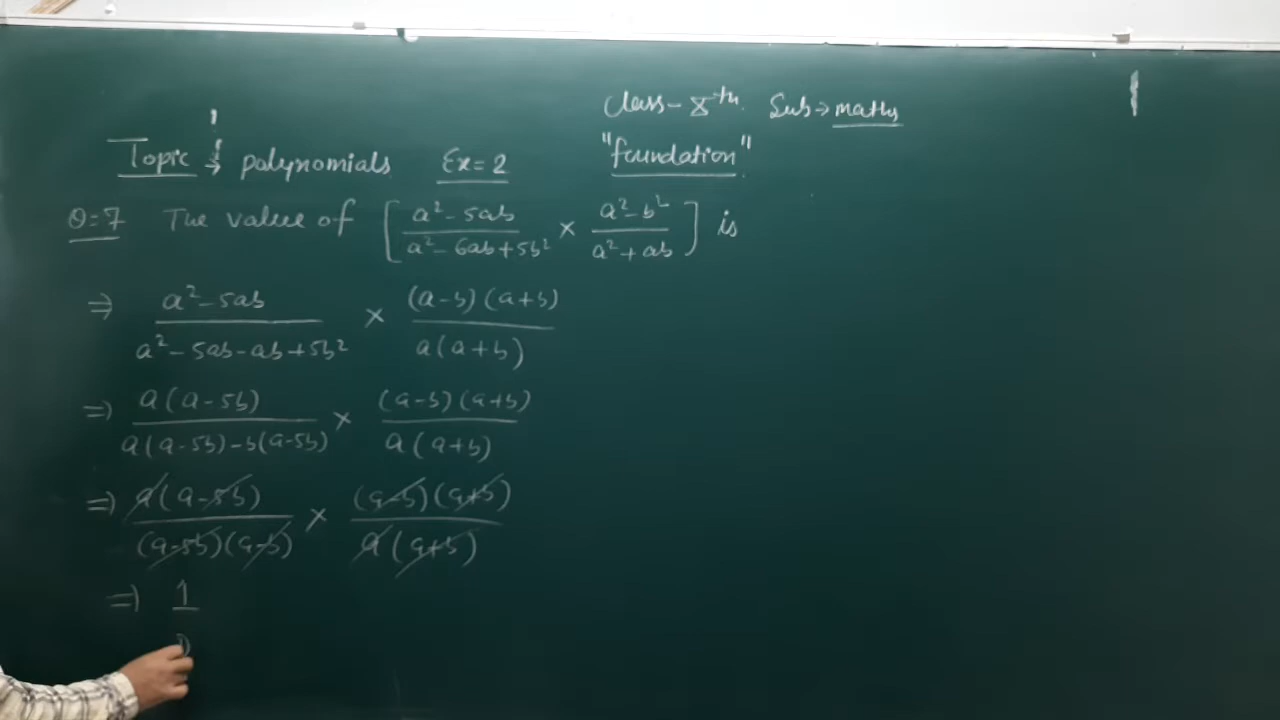 Class - Xth. Sub → maths
Topic → polynomials Ex = 2 "foundation"
Q = 7 The value of [ (a² - 5ab)/(a² - 6ab + 5b²) × (a² - b²)/(a² + ab) ] is
⇒ (a² - 5ab)/(a² - 5ab - ab + 5b²) × ((a-b)(a+b))/(a(a+b))
⇒ (a(a-5b))/(a(a-5b) - b(a-5b)) × ((a-b)(a+b))/(a(a+b))
⇒ (a(a-5b))/((a-5b)(a-b)) × ((a-b)(a+b))/(a(a+b))
⇒ 1